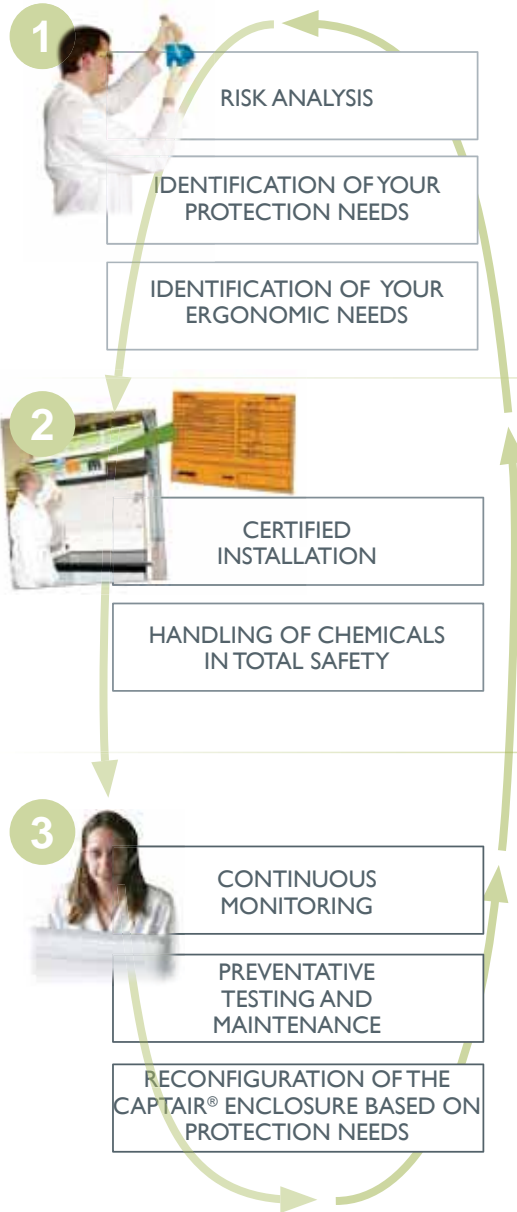 1
RISK ANALYSIS
IDENTIFICATION OF YOUR
PROTECTION NEEDS
IDENTIFICATION OF YOUR
ERGONOMIC NEEDS
2
CERTIFIED
INSTALLATION
HANDLING OF CHEMICALS
IN TOTAL SAFETY
3
CONTINUOUS
MONITORING
PREVENTATIVE
TESTING AND
MAINTENANCE
RECONFIGURATION OF THE
CAPTAIR® ENCLOSURE BASED ON
PROTECTION NEEDS